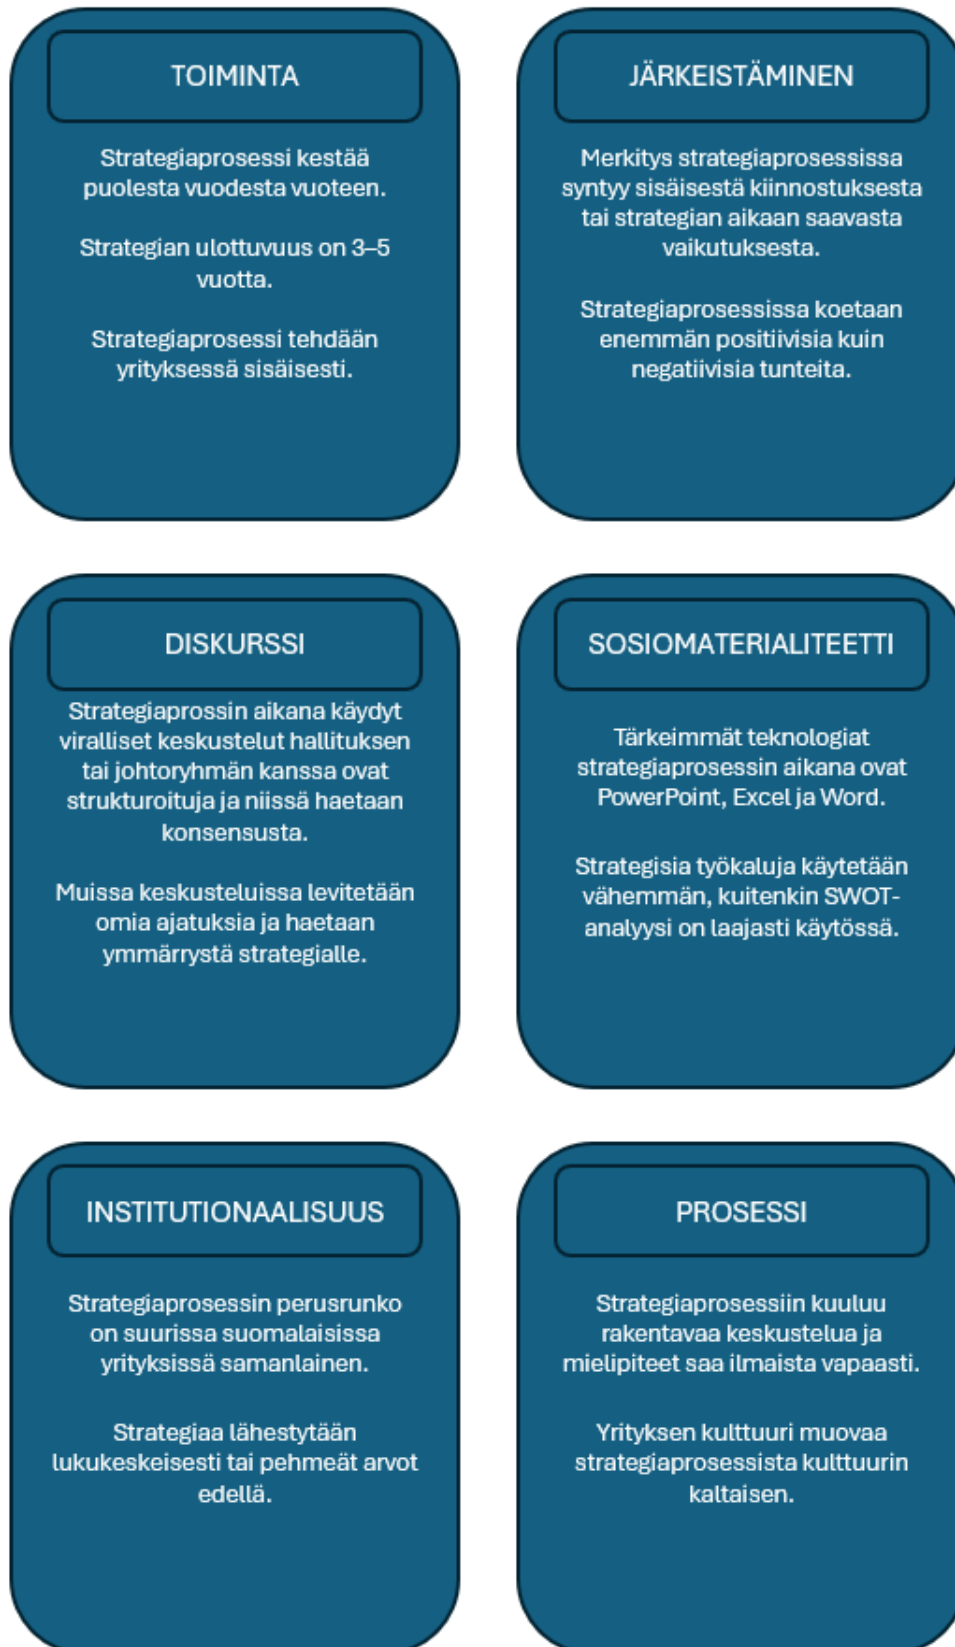 TOIMINTA
Strategiaprosessi kestää
puolesta vuodesta vuoteen.
Strategian ulottuvuus on 3–5
vuotta.
Strategiaprosessi tehdään
yrityksessä sisäisesti.
JÄRKEISTÄMINEN
Merkitys strategiaprosessissa
syntyy sisäisestä kiinnostuksesta
tai strategian aikaan saavasta
vaikutuksesta.
Strategiaprosessissa koetaan
enemmän positiivisia kuin
negatiivisia tunteita.
DISKURSSI
Strategiaprossin aikana käydyt
viralliset keskustelut hallituksen
tai johtoryhmän kanssa ovat
strukturoituja ja niissä haetaan
konsensusta.
Muissa keskusteluissa levitetään
omia ajatuksia ja haetaan
ymmärrystä strategialle.
SOSIOMATERIALITEETTI
Tärkeimmät teknologiat
strategiaprosessin aikana ovat
PowerPoint, Excel ja Word.
Strategisia työkaluja käytetään
vähemmän, kuitenkin SWOT-
analyysi on laajasti käytössä.
INSTITUTIONAALISUUS
Strategiaprosessin perusrunko
on suurissa suomalaisissa
yrityksissä samanlainen.
Strategiaa lähestytään
lukukeskeisesti tai pehmeät arvot
edellä.
PROSESSI
Strategiaprosessiin kuuluu
rakentavaa keskustelua ja
mielipiteet saa ilmaista vapaasti.
Yrityksen kulttuuri muovaa
strategiaprosessista kulttuurin
kaltaisen.